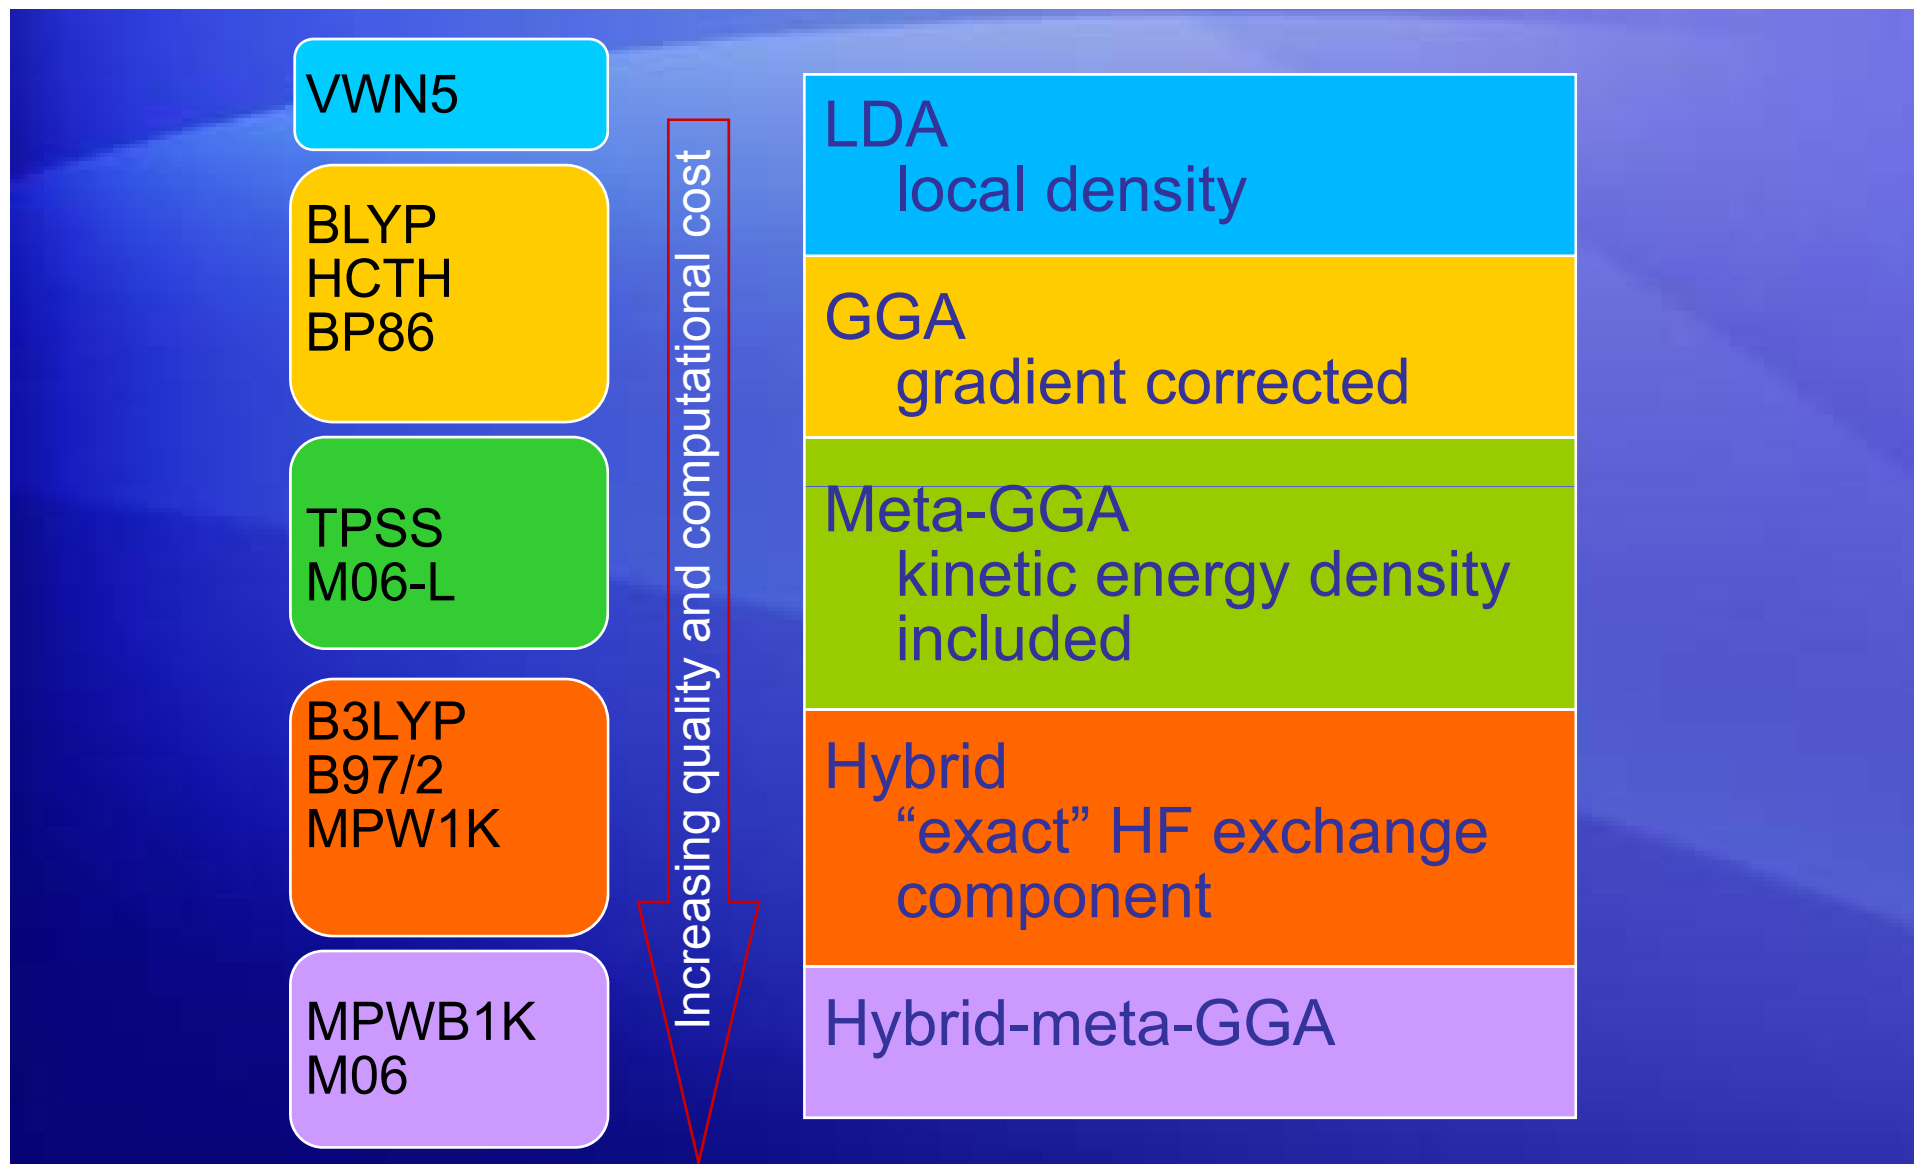 VWN5
BLYP
HCTH
BP86
TPSS
M06-L
B3LYP
B97/2
MPW1K
MPWB1K
M06
Increasing quality and computational cost
LDA
local density
GGA
gradient corrected
Meta-GGA
kinetic energy density
included
Hybrid
“exact” HF exchange
component
Hybrid-meta-GGA